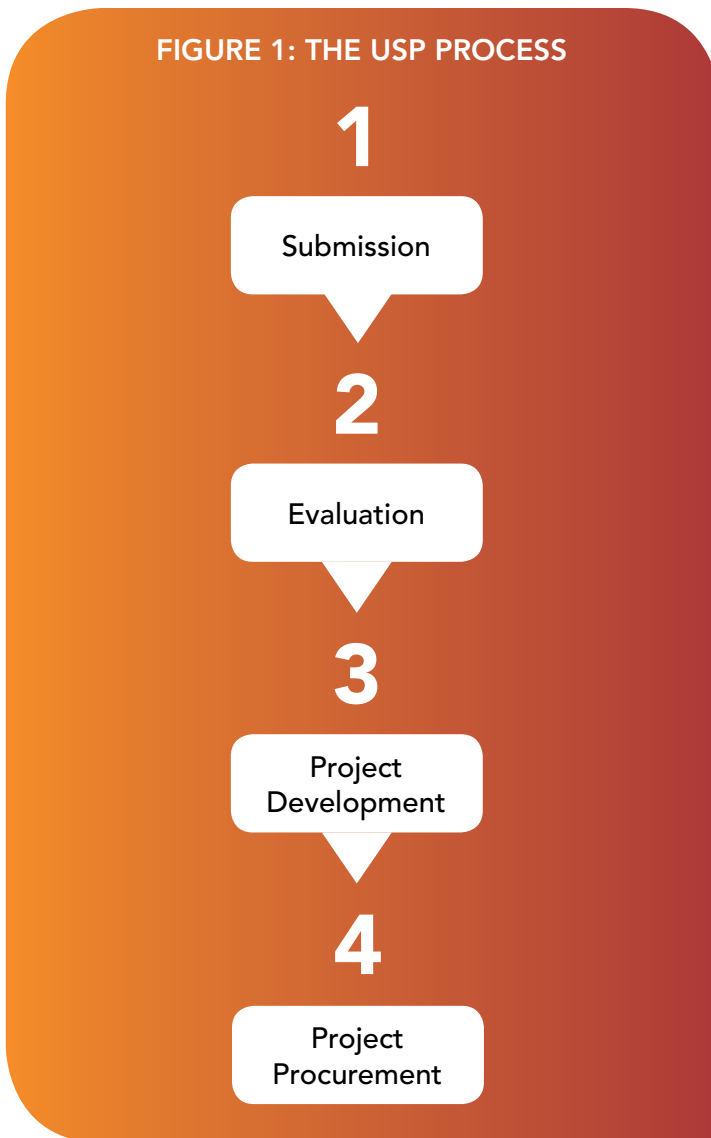 FIGURE 1: THE USP PROCESS
1
Submission
2
Evaluation
3
Project
Development
4
Project
Procurement